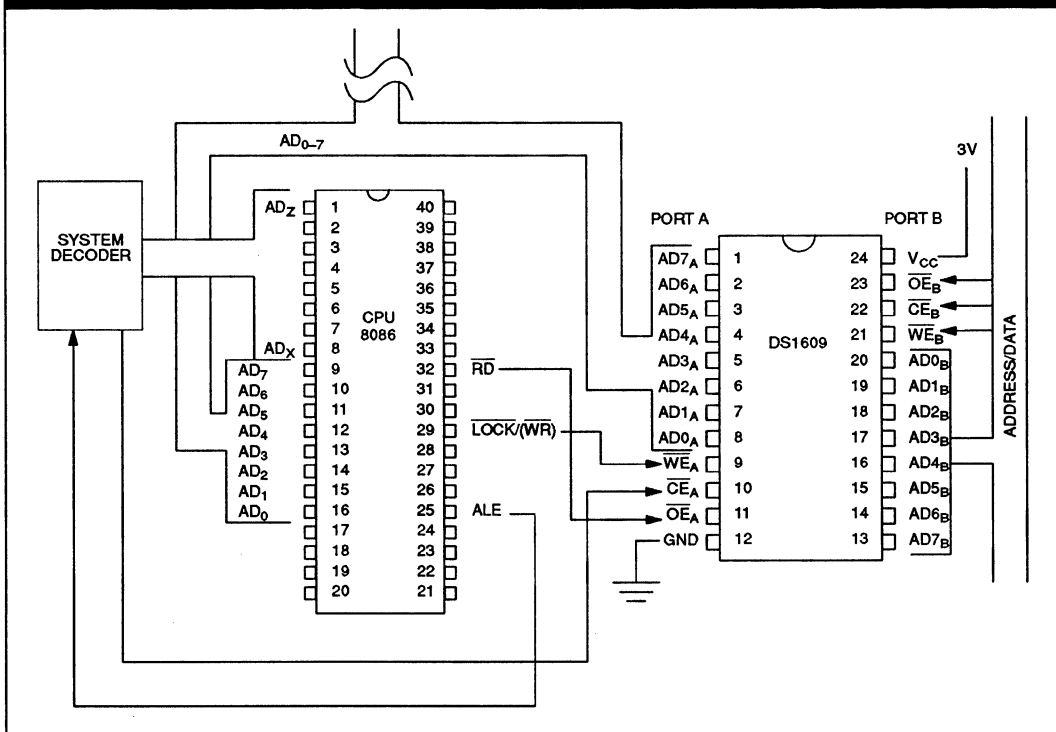 AD0–7
SYSTEM
DECODER
ADZ
ADX
AD7
AD6
AD5
AD4
AD3
AD2
AD1
AD0
1
2
3
4
5
6
7
8
9
10
11
12
13
14
15
16
17
18
19
20
CPU
8086
40
39
38
37
36
35
34
33
32
31
30
29
28
27
26
25
24
23
22
21
RD
LOCK/(WR)
ALE
PORT A
AD7A
AD6A
AD5A
AD4A
AD3A
AD2A
AD1A
AD0A
WEA
CEA
OEA
GND
1
2
3
4
5
6
7
8
9
10
11
12
DS1609
24
23
22
21
20
19
18
17
16
15
14
13
3V
PORT B
VCC
OEB
CEB
WEB
AD0B
AD1B
AD2B
AD3B
AD4B
AD5B
AD6B
AD7B
ADDRESS/DATA